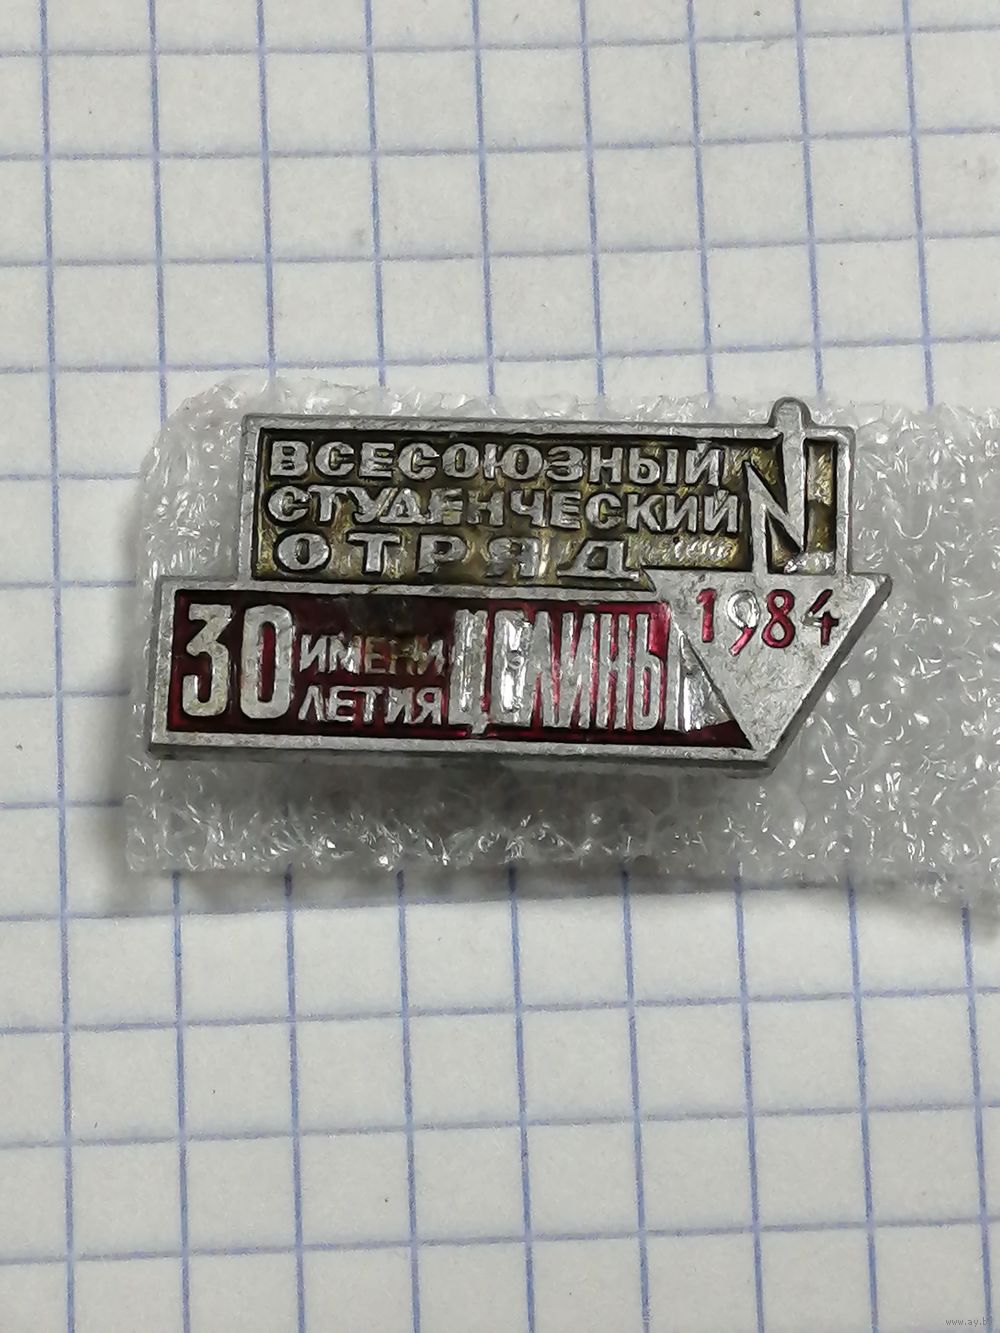 ВСЕСОЮЗНЫЙ
СТУДЕНЧЕСКИЙ
ОТРЯД
1984
30 ИМЕНИ ЛЕТИЯ ЦЕЛИНЫ